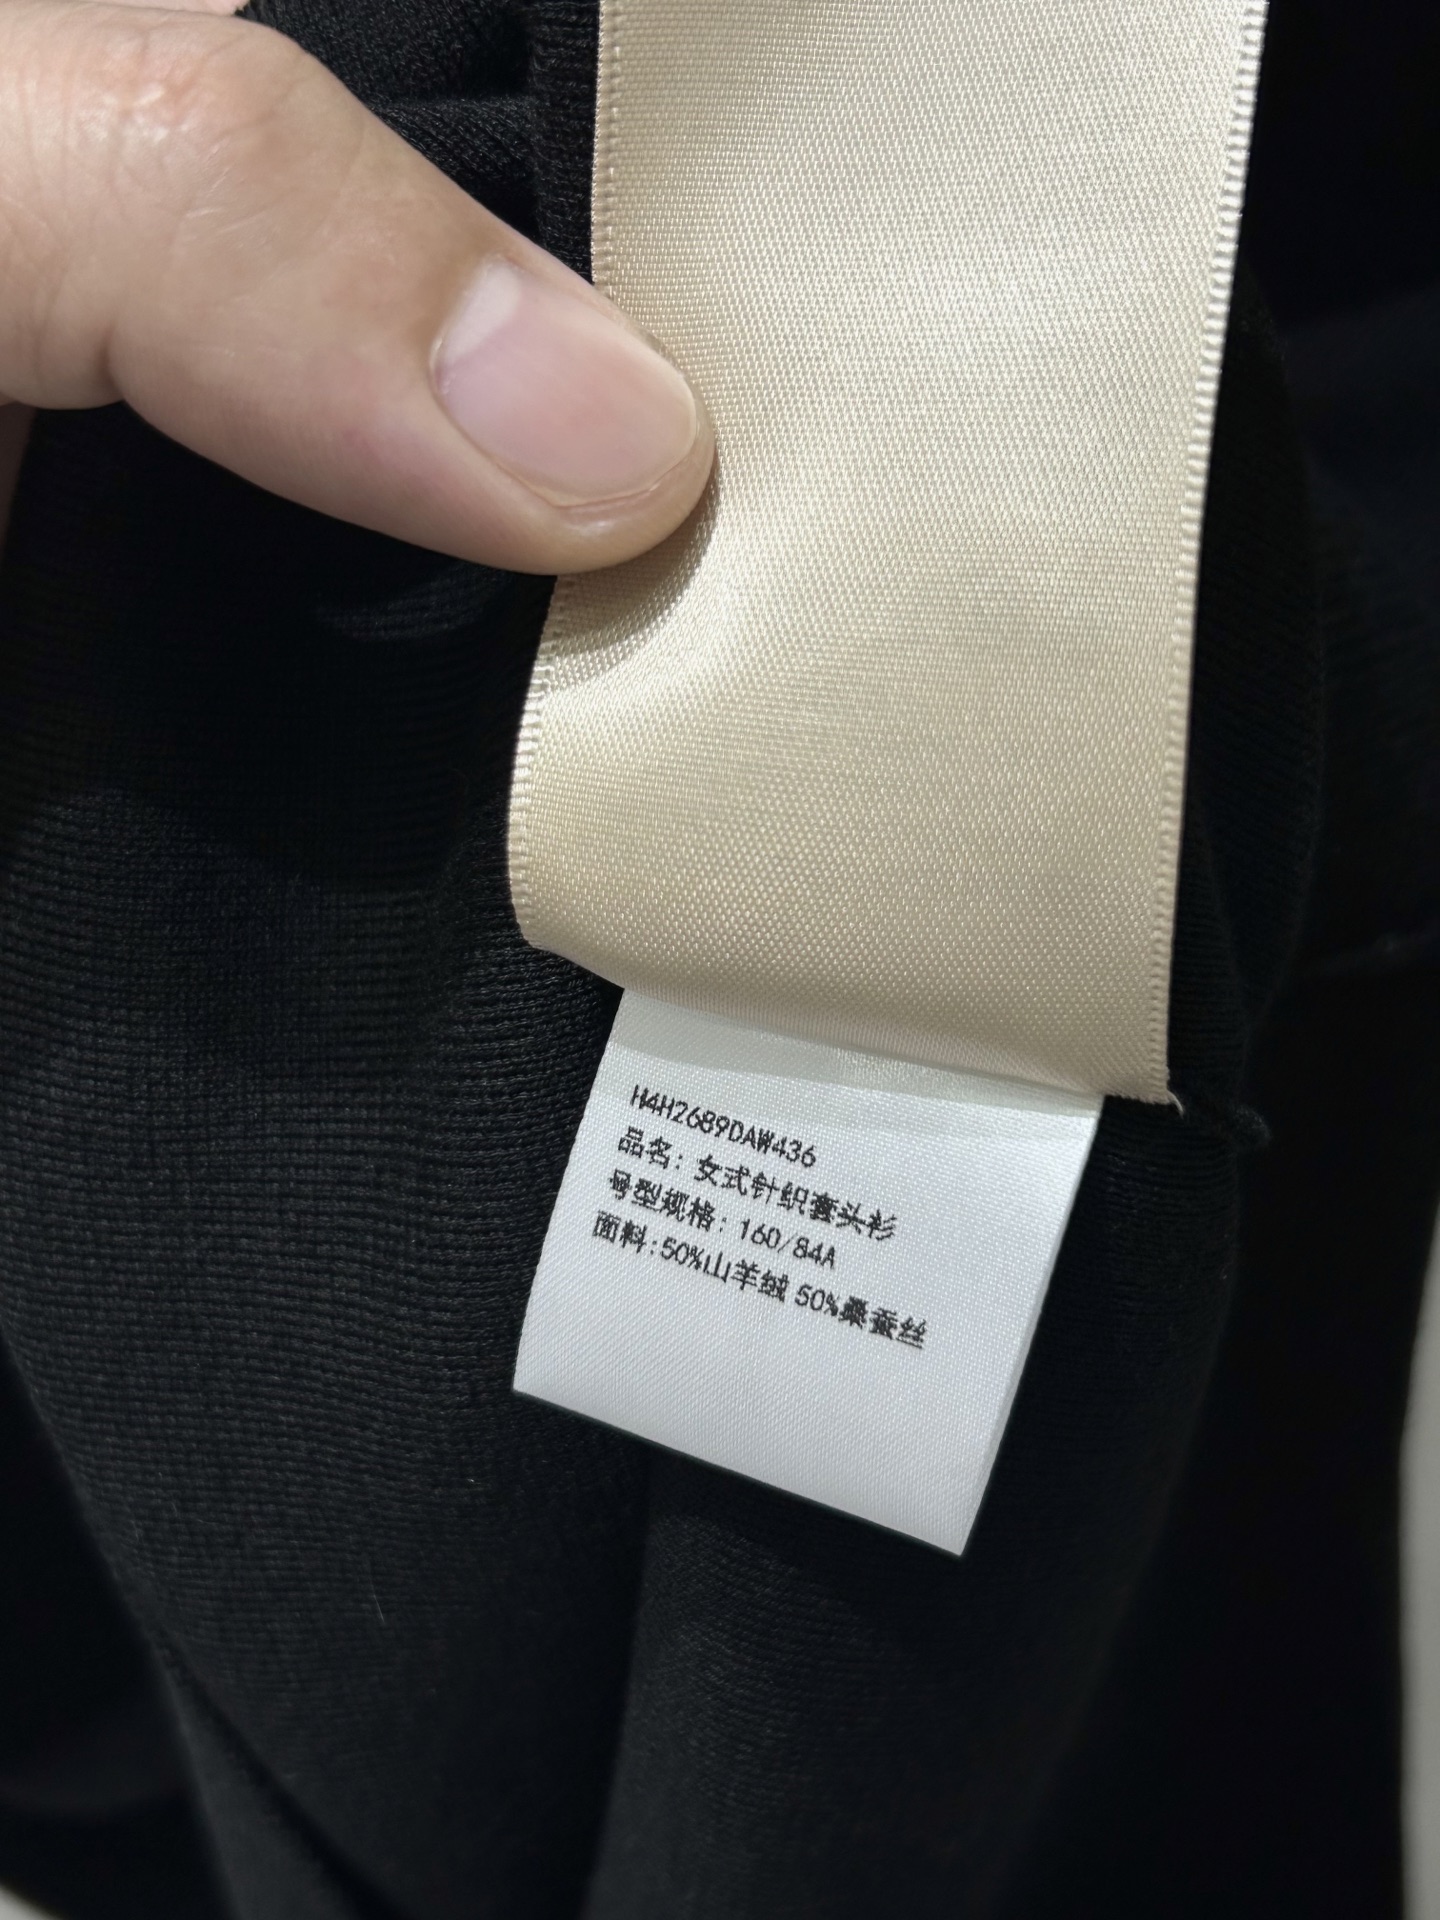 H4H2689DAW436
品名: 女式针织套头衫
号型规格: 160/84A
面料:50%山羊绒 50%桑蚕丝